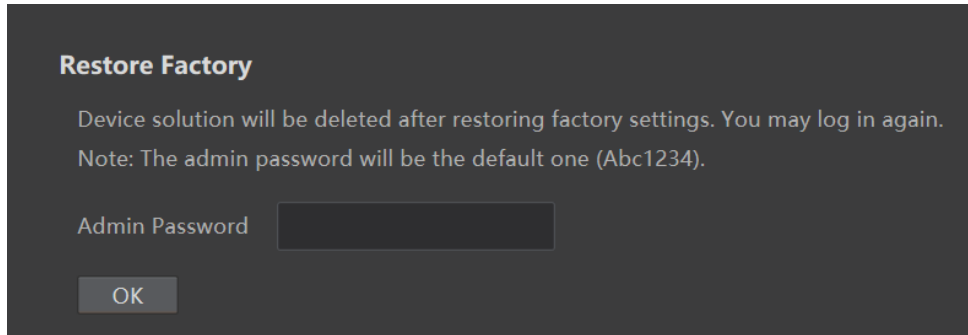 Restore Factory
Device solution will be deleted after restoring factory settings. You may log in again.
Note: The admin password will be the default one (Abc1234).
Admin Password
OK